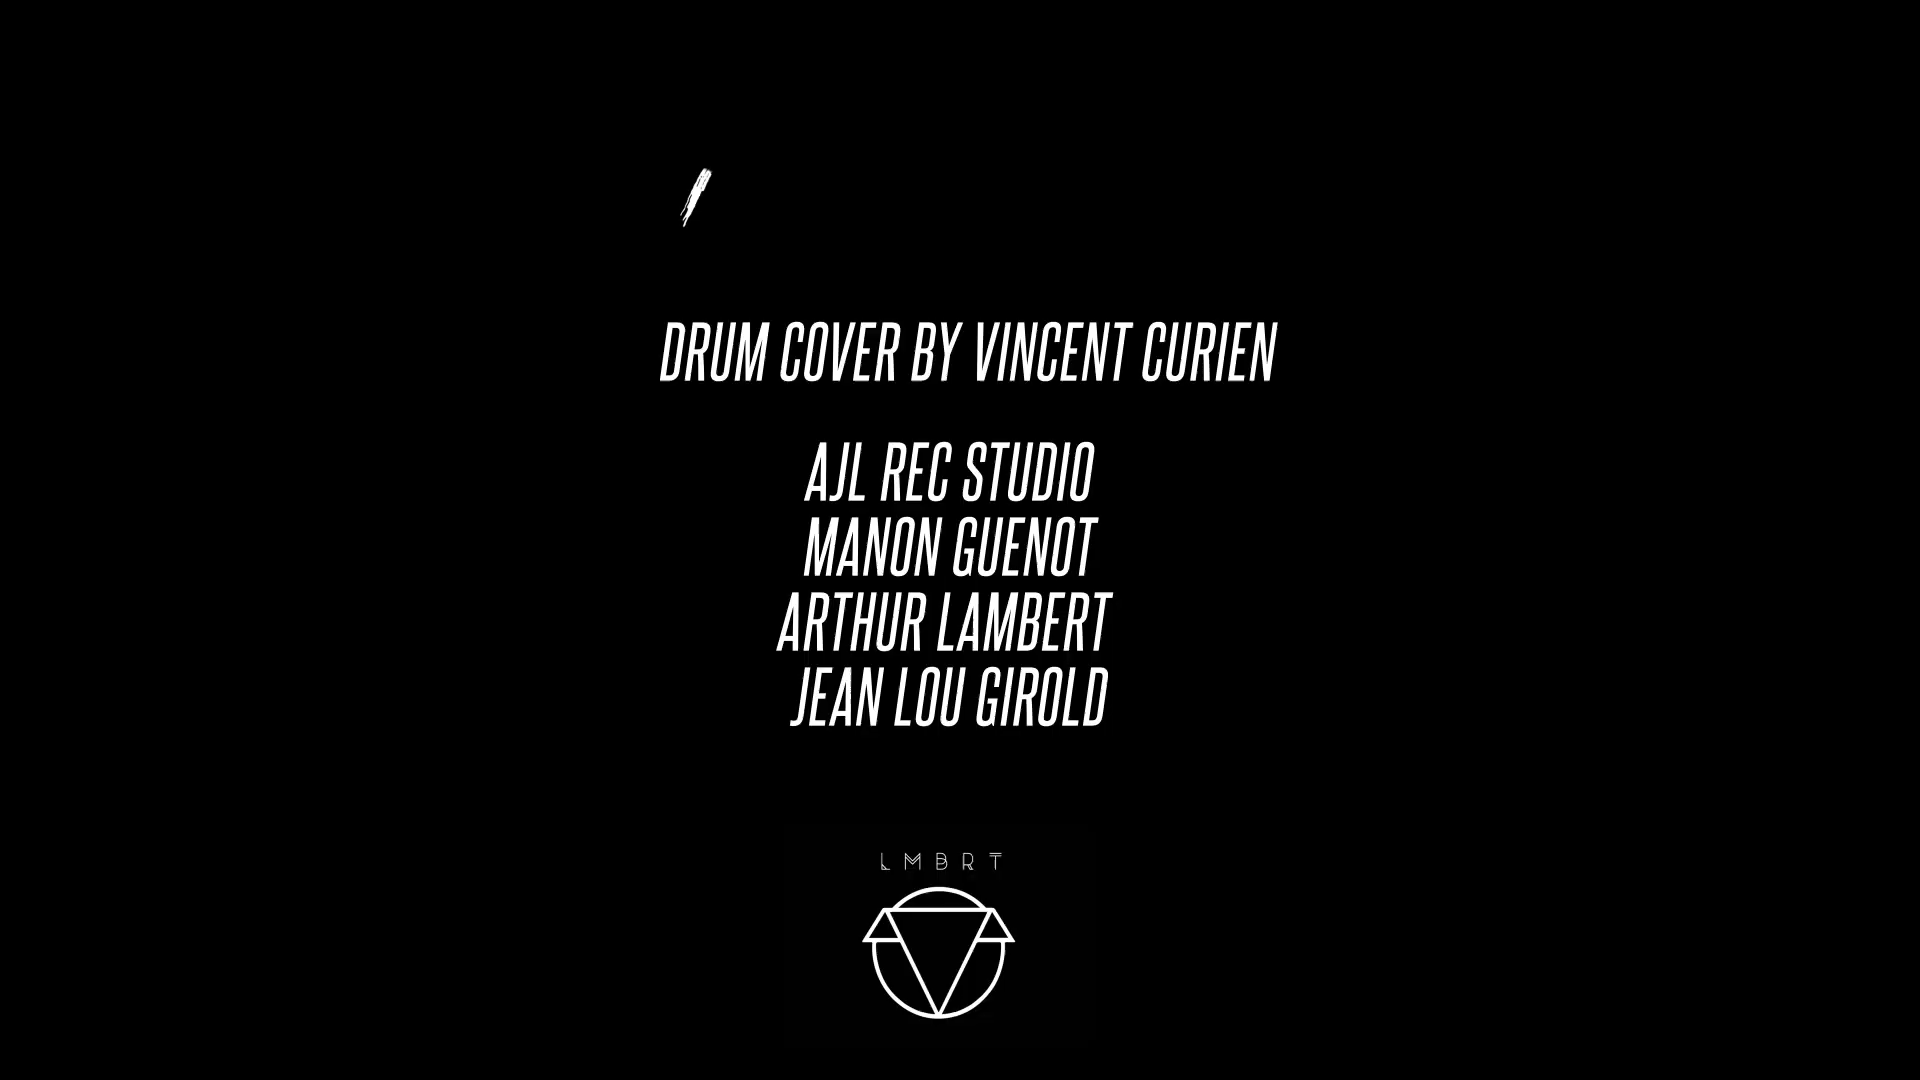 DRUM COVER BY VINCENT CURIEN
AJL REC STUDIO
MANON GUENOT
ARTHUR LAMBERT
JEAN LOU GIROLD
LMBRT